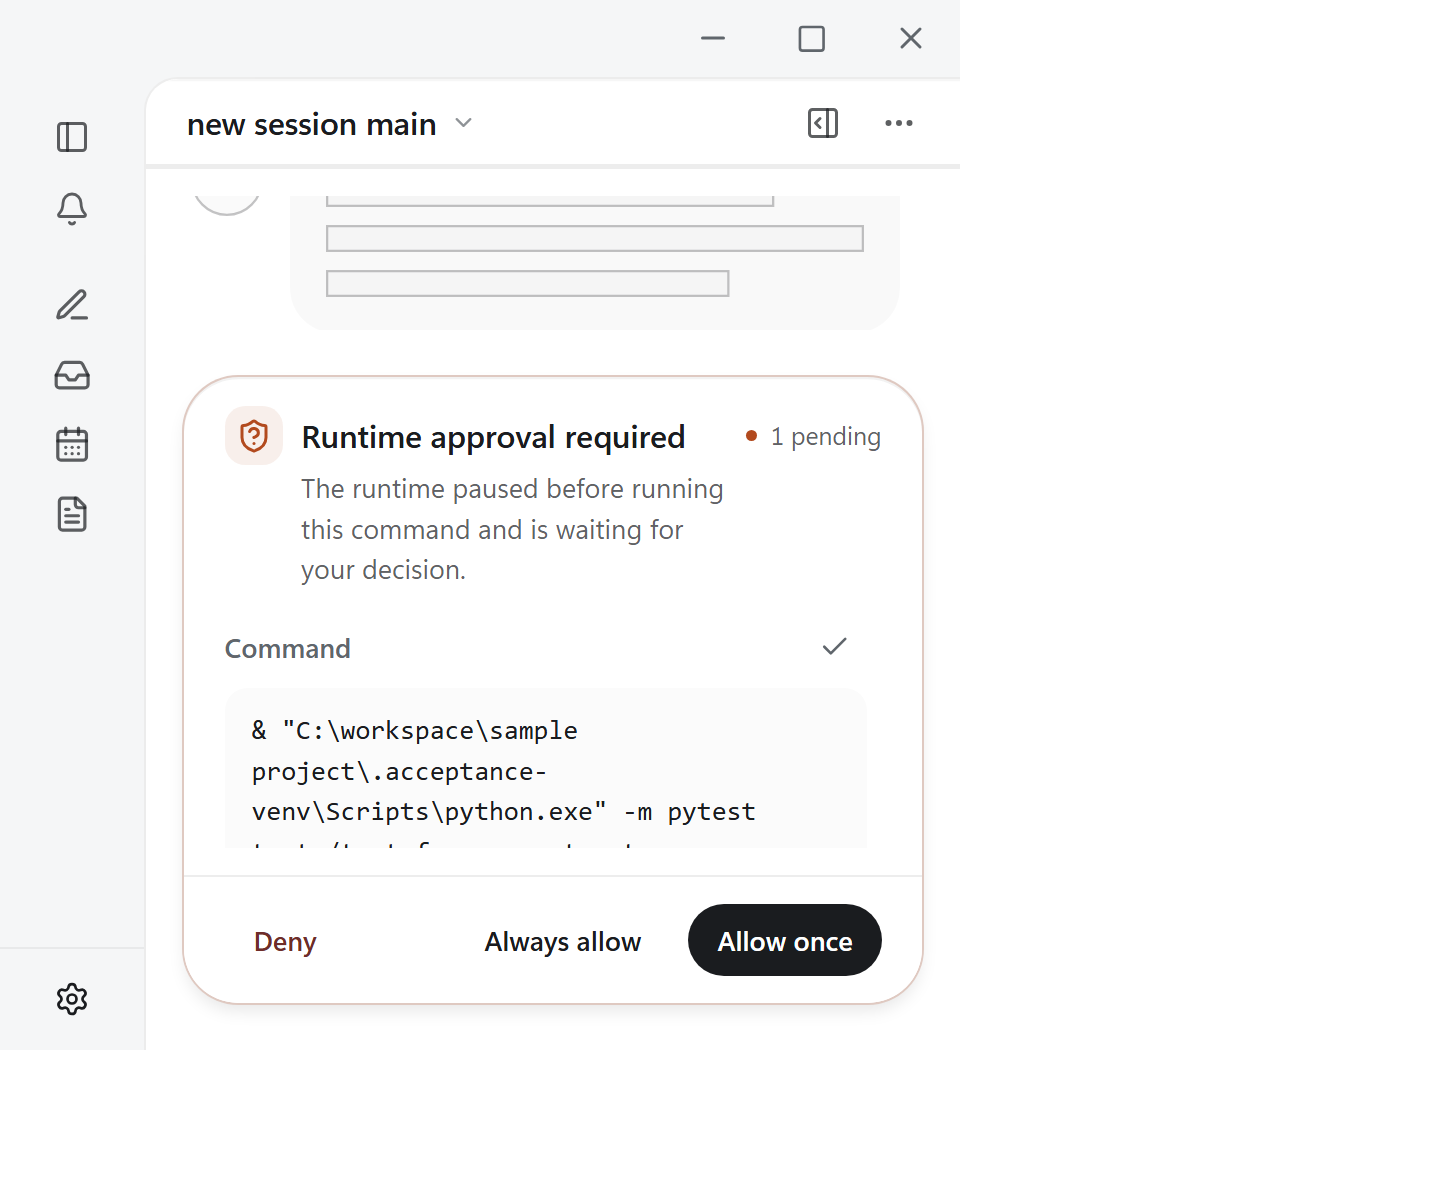 new session main
Runtime approval required
1 pending
The runtime paused before running
this command and is waiting for
your decision.
Command
& "C:\workspace\sample
project\.acceptance-
venv\Scripts\python.exe" -m pytest
Deny
Always allow
Allow once